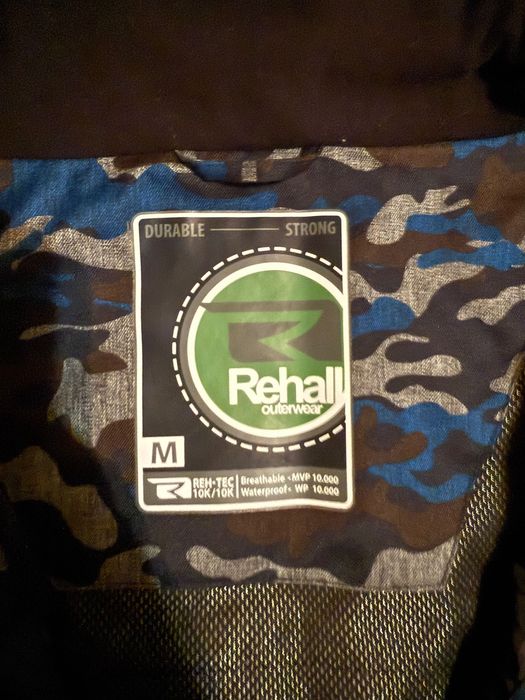 DURABLE STRONG
Rehall
outerwear
M
REH-TEC Breathable • MVP 10.000
10K/10K Waterproof • WP 10.000